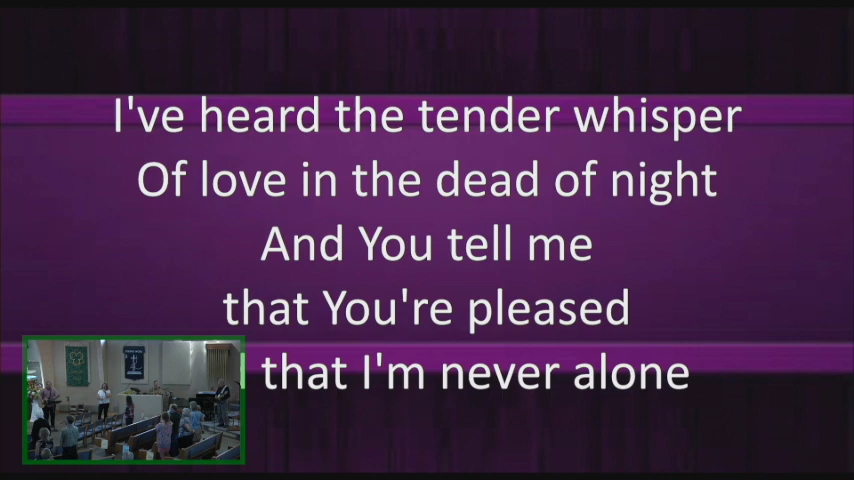 I've heard the tender whisper
Of love in the dead of night
And You tell me
that You're pleased
that I'm never alone